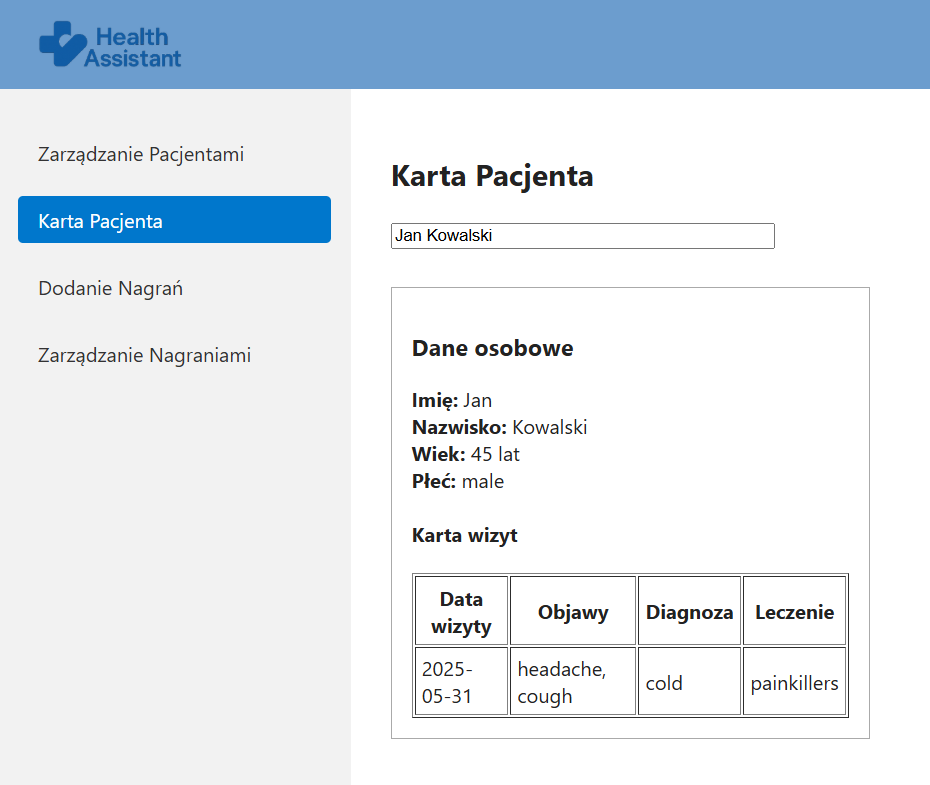 Health
Assistant
Zarządzanie Pacjentami
Karta Pacjenta
Dodanie Nagrań
Zarządzanie Nagraniami
Karta Pacjenta
Jan Kowalski
Dane osobowe
Imię: Jan
Nazwisko: Kowalski
Wiek: 45 lat
Płeć: male
Karta wizyt
Data
wizyty
Objawy
Diagnoza
Leczenie
2025-
05-31
headache,
cough
cold
painkillers